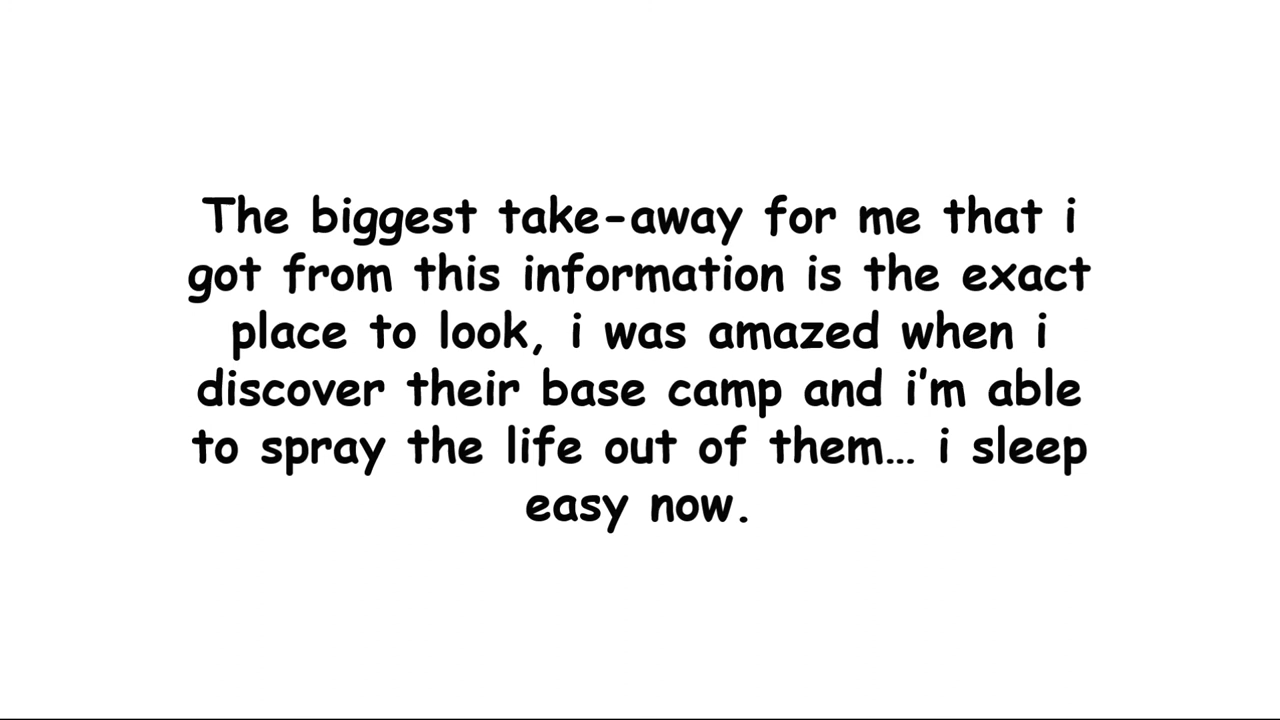 The biggest take-away for me that i
got from this information is the exact
place to look, i was amazed when i
discover their base camp and i'm able
to spray the life out of them... i sleep
easy now.